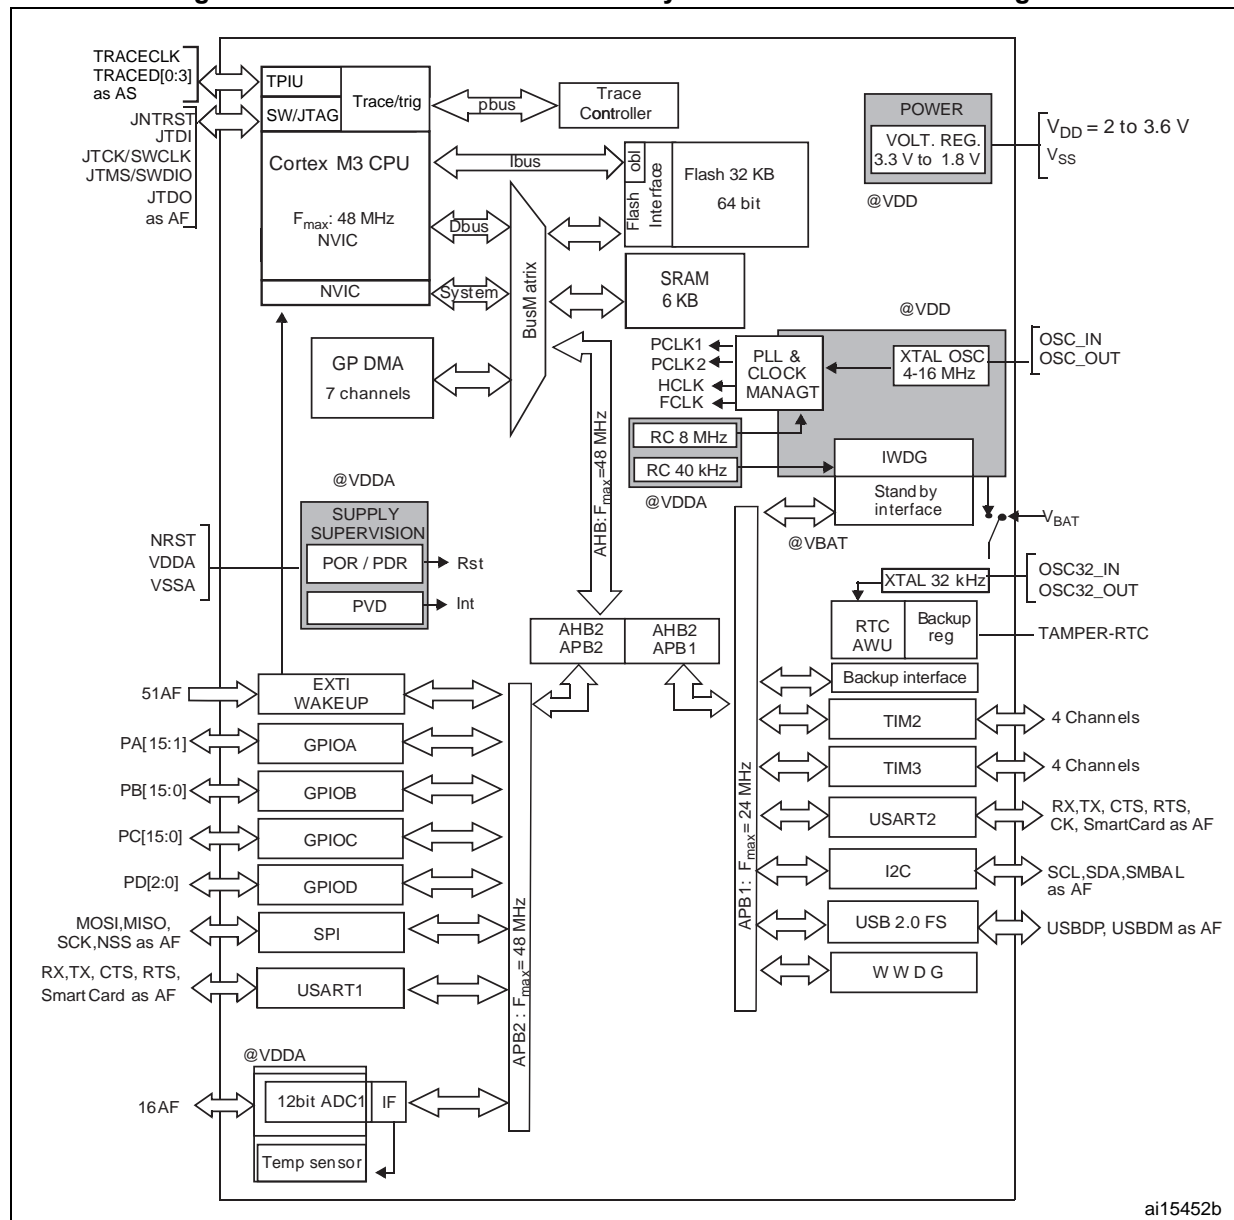 TRACECLK
TRACED[0:3]
as AS
JNTRST
JTDI
JTCK/SWCLK
JTMS/SWDIO
JTDO
as AF
TPIU
SW/JTAG
Trace/trig
pbus
Trace
Controller
Cortex M3 CPU
Fmax: 48 MHz
NVIC
NVIC
Ibus
Dbus
System
BusMatrix
Flash obl
Interface
Flash 32 KB
64 bit
SRAM
6 KB
POWER
VOLT. REG.
3.3 V to 1.8 V
@VDD
VDD = 2 to 3.6 V
VSS
GP DMA
7 channels
AHB: Fmax=48 MHz
PCLK1
PCLK2
HCLK
FCLK
PLL &
CLOCK
MANAGT
@VDD
XTAL OSC
4-16 MHz
OSC_IN
OSC_OUT
RC 8 MHz
RC 40 kHz
@VDDA
IWDG
Stand by
interface
@VBAT
VBAT
@VDDA
SUPPLY
SUPERVISION
POR / PDR
PVD
Rst
Int
NRST
VDDA
VSSA
XTAL 32 kHz
OSC32_IN
OSC32_OUT
RTC
AWU
Backup
reg
TAMPER-RTC
Backup interface
AHB2
APB2
AHB2
APB1
51AF
EXTI
WAKEUP
PA[15:1]
GPIOA
PB[15:0]
GPIOB
PC[15:0]
GPIOC
PD[2:0]
GPIOD
MOSI,MISO,
SCK,NSS as AF
SPI
RX,TX, CTS, RTS,
SmartCard as AF
USART1
APB2 : Fmax= 48 MHz
APB1 : Fmax= 24 MHz
TIM2
4 Channels
TIM3
4 Channels
USART2
RX,TX, CTS, RTS,
CK, SmartCard as AF
I2C
SCL,SDA,SMBAL
as AF
USB 2.0 FS
USBDP, USBDM as AF
W W D G
@VDDA
16AF
12bit ADC1
IF
Temp sensor
ai15452b